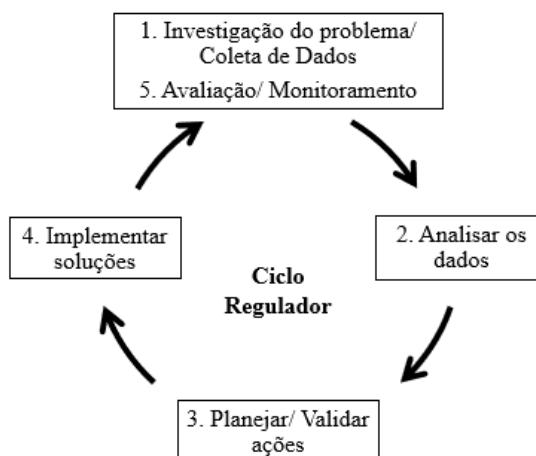 1. Investigação do problema/
Coleta de Dados
5. Avaliação/ Monitoramento
2. Analisar os
dados
3. Planejar/ Validar
ações
4. Implementar
soluções
Ciclo
Regulador